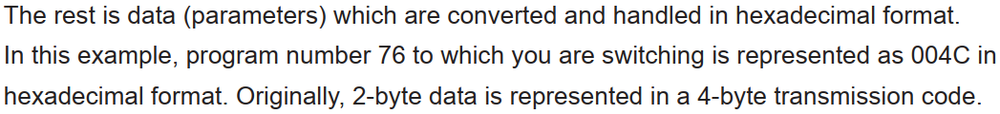 The rest is data (parameters) which are converted and handled in hexadecimal format.
In this example, program number 76 to which you are switching is represented as 004C in
hexadecimal format. Originally, 2-byte data is represented in a 4-byte transmission code.